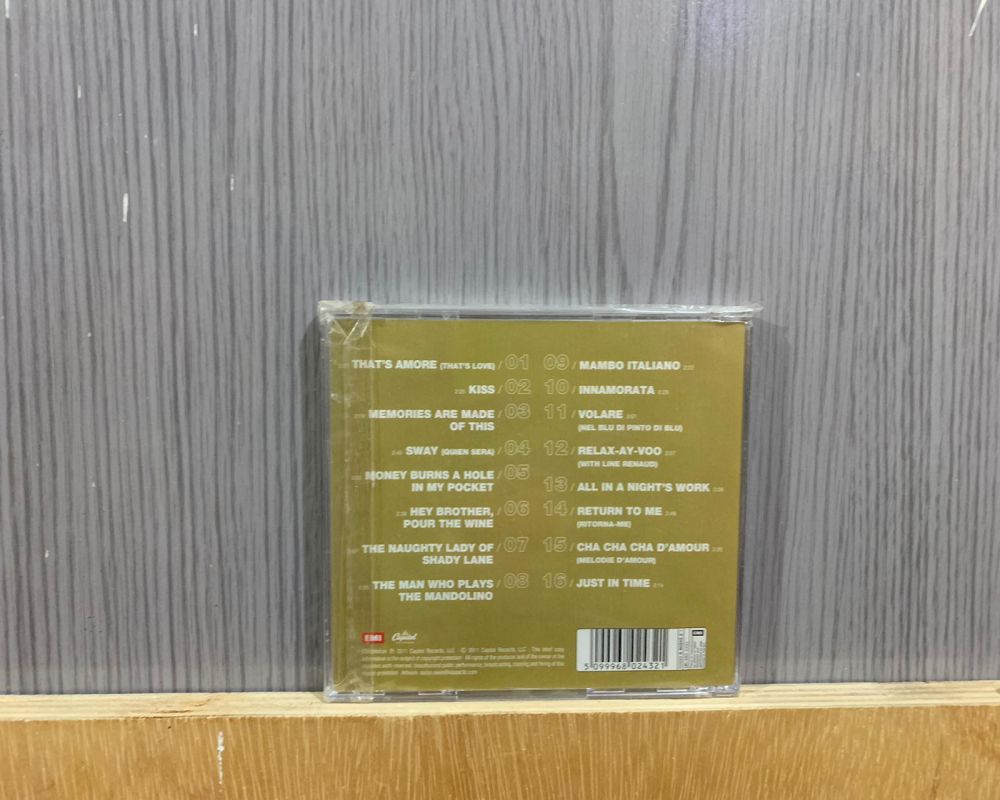 THAT'S AMORE (THAT'S LOVE) / 01
KISS / 02
MEMORIES ARE MADE / 03
OF THIS
SWAY (QUIEN SERA) / 04
MONEY BURNS A HOLE / 05
IN MY POCKET
HEY BROTHER, / 06
POUR THE WINE
THE NAUGHTY LADY OF / 07
SHADY LANE
THE MAN WHO PLAYS / 08
THE MANDOLINO
09 / MAMBO ITALIANO
10 / INNAMORATA
11 / VOLARE
(NEL BLU DI PINTO DI BLU)
12 / RELAX-AY-VOO
(WITH LINE RENAUD)
13 / ALL IN A NIGHT'S WORK
14 / RETURN TO ME
(RITORNA-ME)
15 / CHA CHA CHA D'AMOUR
(MELODIE D'AMOUR)
16 / JUST IN TIME
EMI
Capitol
5 099968 024321
EMI